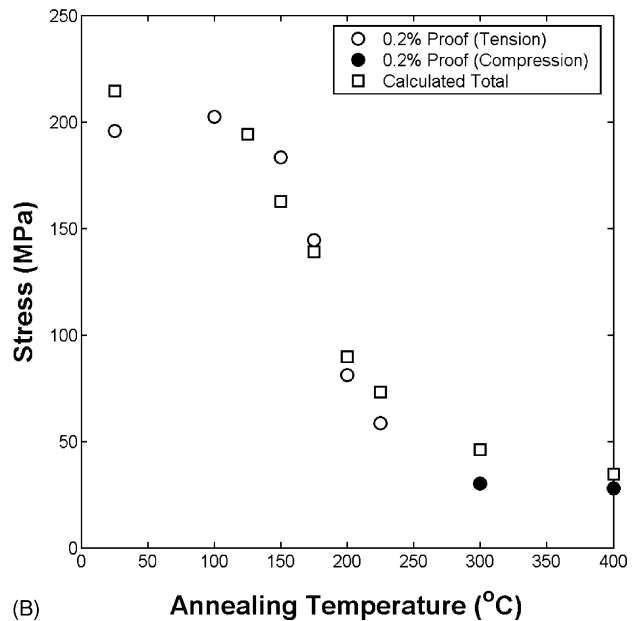 250
200
150
100
50
0
0.2% Proof (Tension)
0.2% Proof (Compression)
Calculated Total
Stress (MPa)
0 50 100 150 200 250 300 350 400
Annealing Temperature (°C)
(B)